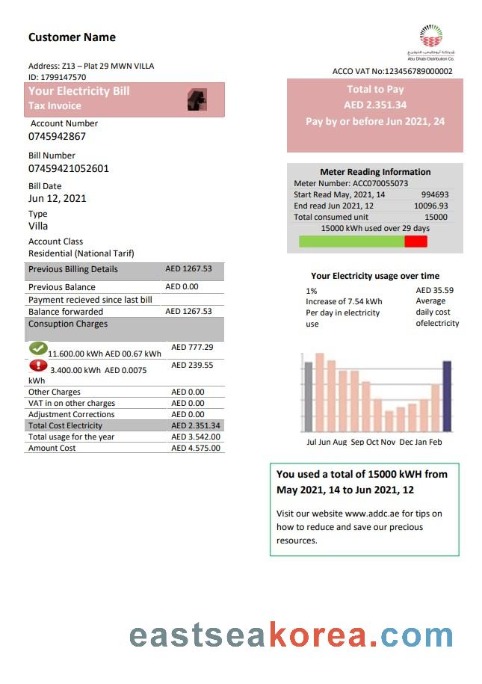 Customer Name
Abu Dhabi Distribution Co.
Address: Z13 – Plat 29 MWN VILLA
ID: 1799147570
ACCO VAT No:123456789000002
Your Electricity Bill
Tax Invoice
Total to Pay
AED 2.351.34
Pay by or before Jun 2021, 24
Account Number
0745942867
Bill Number
07459421052601
Bill Date
Jun 12, 2021
Type
Villa
Account Class
Residential (National Tarif)
Meter Reading Information
Meter Number: ACC070055073
Start Read May, 2021, 14 994693
End read Jun 2021, 12 10096.93
Total consumed unit 15000
15000 kWh used over 29 days
Previous Billing Details AED 1267.53
Previous Balance AED 0.00
Payment recieved since last bill
Balance forwarded AED 1267.53
Consuption Charges
11.600.00 kWh AED 00.67 kWh AED 777.29
3.400.00 kWh AED 0.0075 AED 239.55
kWh
Other Charges AED 0.00
VAT in on other charges AED 0.00
Adjustment Corrections AED 0.00
Total Cost Electricity AED 2.351.34
Total usage for the year AED 3.542.00
Amount Cost AED 4.575.00
Your Electricity usage over time
1% AED 35.59
Increase of 7.54 kWh Average
Per day in electricity daily cost
use ofelectricity
Jul Jun Aug Sep Oct Nov Dec Jan Feb
You used a total of 15000 kWH from
May 2021, 14 to Jun 2021, 12
Visit our website www.addc.ae for tips on
how to reduce and save our precious
resources.
eastseakorea.com